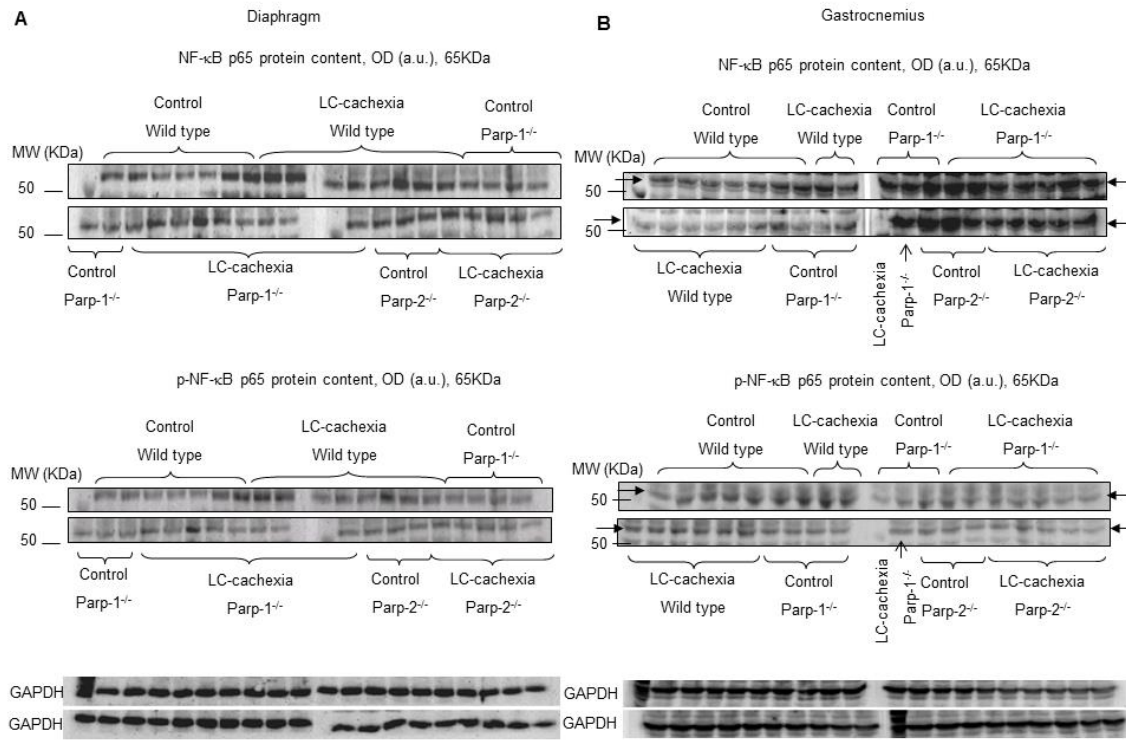 A
Diaphragm
NF-κB p65 protein content, OD (a.u.), 65KDa
Control
Wild type
LC-cachexia
Wild type
Control
Parp-1-/-
MW (KDa)
50
50
Control
Parp-1-/-
LC-cachexia
Parp-1-/-
Control
Parp-2-/-
LC-cachexia
Parp-2-/-
p-NF-κB p65 protein content, OD (a.u.), 65KDa
Control
Wild type
LC-cachexia
Wild type
Control
Parp-1-/-
MW (KDa)
50
50
Control
Parp-1-/-
LC-cachexia
Parp-1-/-
Control
Parp-2-/-
LC-cachexia
Parp-2-/-
GAPDH
GAPDH
B
Gastrocnemius
NF-κB p65 protein content, OD (a.u.), 65KDa
Control
Wild type
LC-cachexia
Wild type
Control
Parp-1-/-
LC-cachexia
Parp-1-/-
MW (KDa)
50
50
LC-cachexia
Wild type
Control
Parp-1-/-
LC-cachexia
Parp-1-/-
Control
Parp-2-/-
LC-cachexia
Parp-2-/-
p-NF-κB p65 protein content, OD (a.u.), 65KDa
Control
Wild type
LC-cachexia
Wild type
Control
Parp-1-/-
LC-cachexia
Parp-1-/-
MW (KDa)
50
50
LC-cachexia
Wild type
Control
Parp-1-/-
LC-cachexia
Parp-1-/-
Control
Parp-2-/-
LC-cachexia
Parp-2-/-
GAPDH
GAPDH